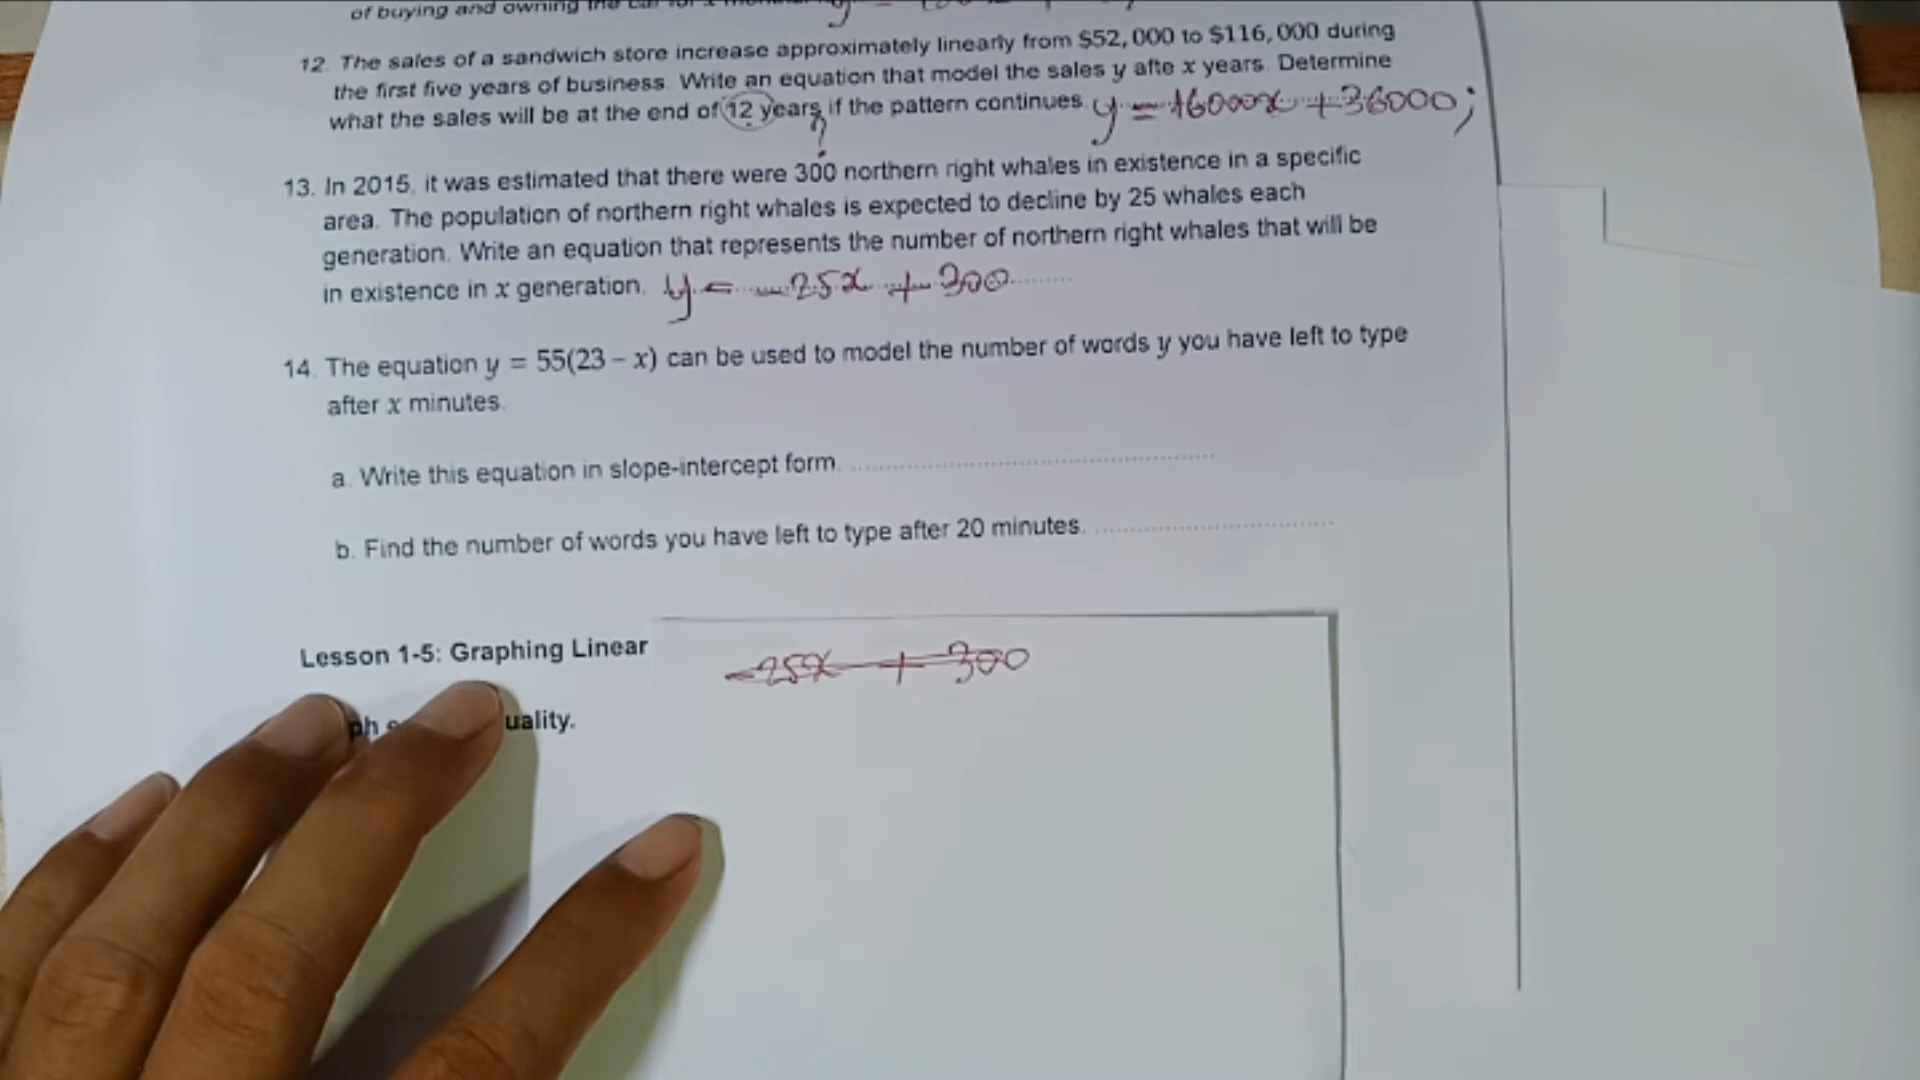 of buying and owning the car for x
12. The sales of a sandwich store increase approximately linearly from $52,000 to $116,000 during
the first five years of business. Write an equation that model the sales y afte x years. Determine
what the sales will be at the end of 12 years if the pattern continues. y = 16000x + 36000;
?
13. In 2015, it was estimated that there were 300 northern right whales in existence in a specific
area. The population of northern right whales is expected to decline by 25 whales each
generation. Write an equation that represents the number of northern right whales that will be
in existence in x generation. y = -25x + 300
14. The equation y = 55(23 – x) can be used to model the number of words y you have left to type
after x minutes.
a. Write this equation in slope-intercept form.
b. Find the number of words you have left to type after 20 minutes.
Lesson 1-5: Graphing Linear
-25x + 300
uality.